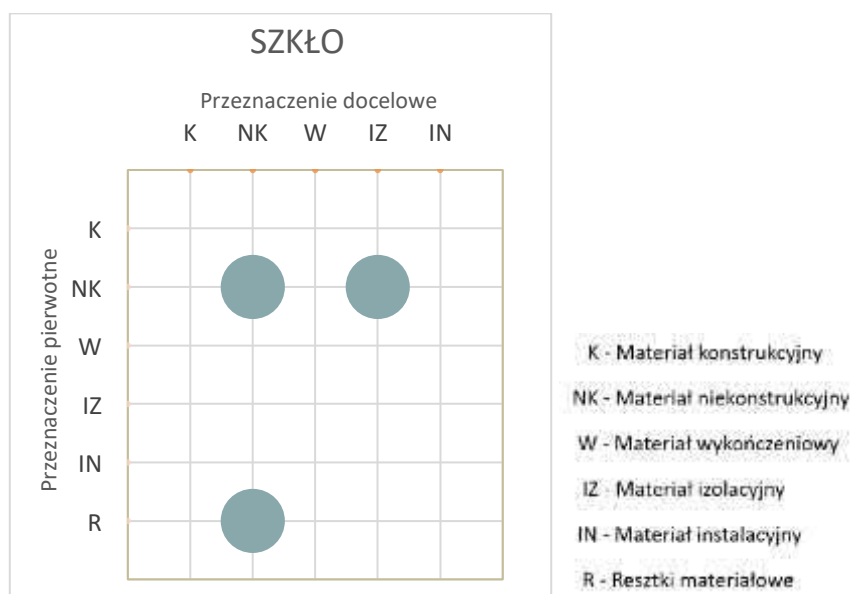 SZKŁO
Przeznaczenie docelowe
K NK W IZ IN
Przeznaczenie pierwotne
K
NK
W
IZ
IN
R
K - Materiał konstrukcyjny
NK - Materiał niekonstrukcyjny
W - Materiał wykończeniowy
IZ - Materiał izolacyjny
IN - Materiał instalacyjny
R - Resztki materiałowe